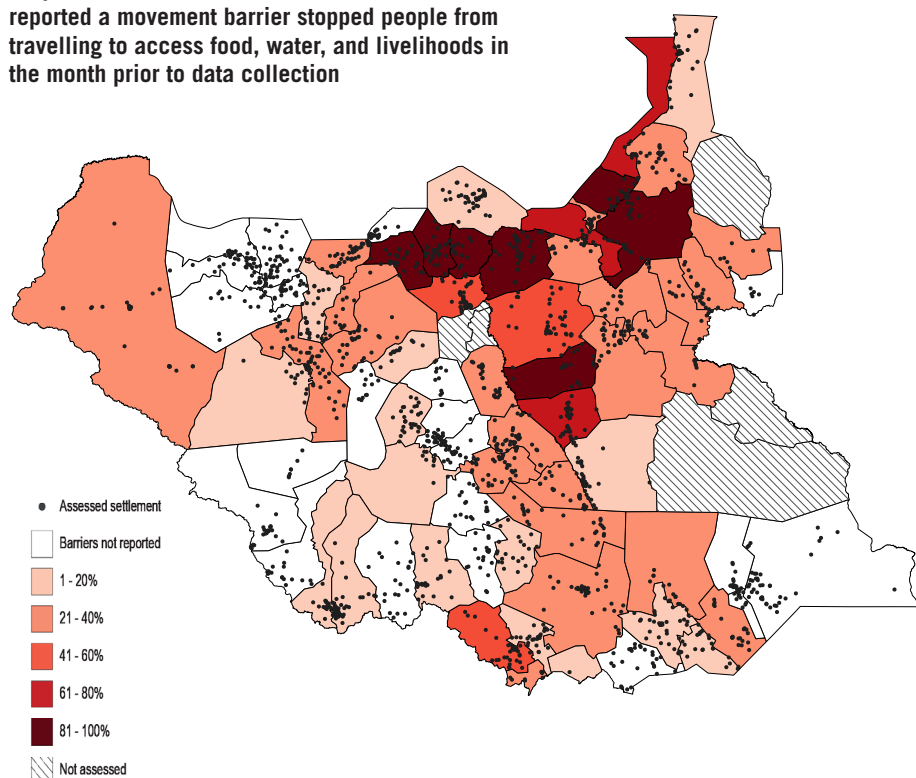 reported a movement barrier stopped people from
travelling to access food, water, and livelihoods in
the month prior to data collection
Assessed settlement
Barriers not reported
1 - 20%
21 - 40%
41 - 60%
61 - 80%
81 - 100%
Not assessed